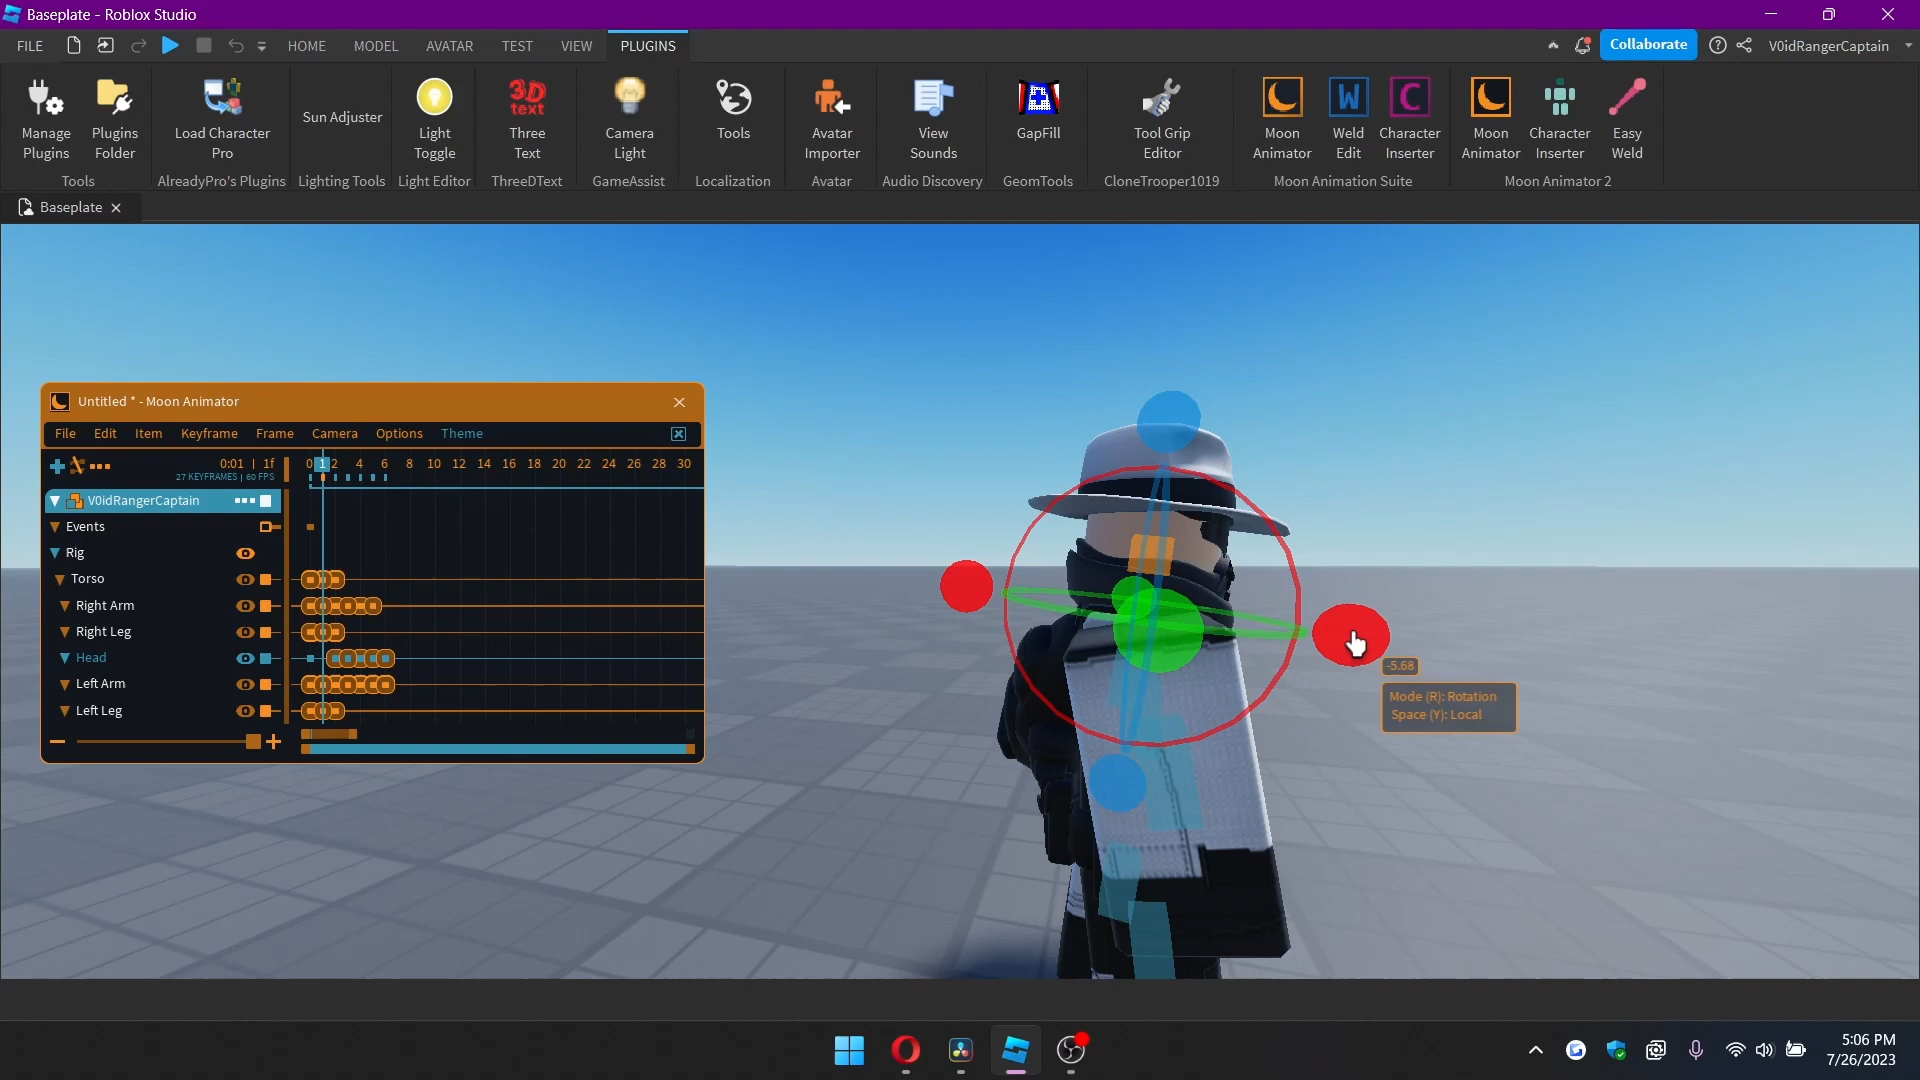 Baseplate - Roblox Studio
FILE HOME MODEL AVATAR TEST VIEW PLUGINS Collaborate V0idRangerCaptain
Manage Plugins
Plugins Folder
Load Character Pro
Sun Adjuster
Light Toggle
3D text
Three Text
Camera Light
Tools
Avatar Importer
View Sounds
GapFill
Tool Grip Editor
Moon Animator
W
Weld Edit
C
Character Inserter
Moon Animator
Character Inserter
Easy Weld
Tools AlreadyPro's Plugins Lighting Tools Light Editor ThreeDText GameAssist Localization Avatar Audio Discovery GeomTools CloneTrooper1019 Moon Animation Suite Moon Animator 2
Baseplate
Untitled * - Moon Animator
File Edit Item Keyframe Frame Camera Options Theme
0:01 | 1f 0 1 2 4 6 8 10 12 14 16 18 20 22 24 26 28 30
27 KEYFRAMES | 60 FPS
V0idRangerCaptain
Events
Rig
Torso
Right Arm
Right Leg
Head
Left Arm
Left Leg
-5.68
Mode (R): Rotation
Space (Y): Local
5:06 PM
7/26/2023